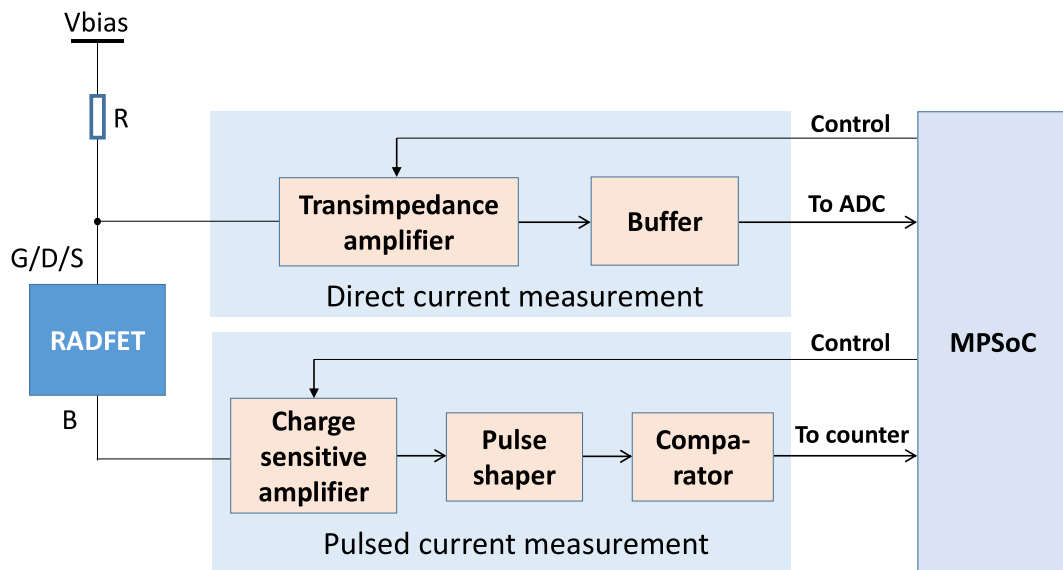 Vbias
R
Control
Transimpedance
amplifier
Buffer
To ADC
G/D/S
Direct current measurement
RADFET
B
Control
MPSoC
Charge
sensitive
amplifier
Pulse
shaper
Compa-
rator
To counter
Pulsed current measurement